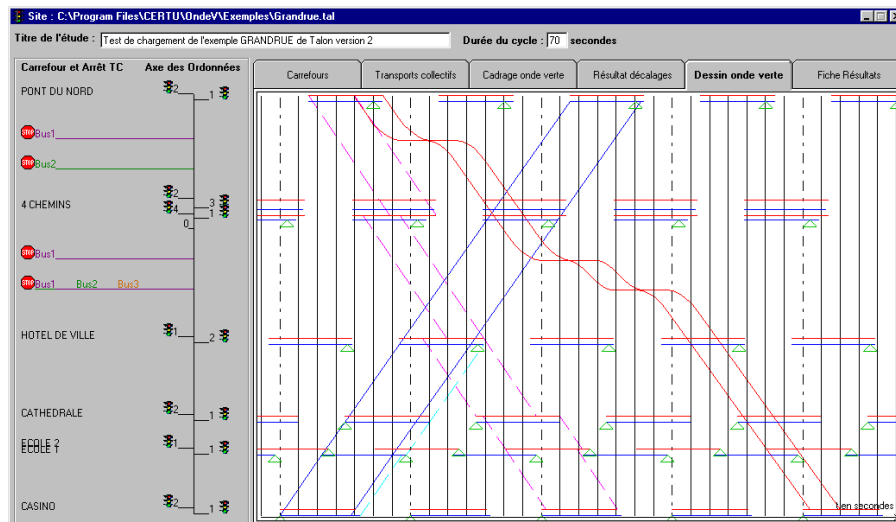 Site : C:\Program Files\CERTU\OndeV\Exemples\Grandrue.tal
Titre de l'étude : Test de chargement de l'exemple GRANDRUE de Talon version 2 Durée du cycle : 70 secondes
Carrefour et Arrêt TC Axe des Ordonnées
Carrefours Transports collectifs Cadrage onde verte Résultat décalages Dessin onde verte Fiche Résultats
PONT DU NORD 2 1
STOP Bus1
STOP Bus2
2 3
4 CHEMINS 4 1
0
STOP Bus1
STOP Bus1 Bus2 Bus3
HOTEL DE VILLE 1 2
CATHEDRALE 2 1
ECOLE 2 1
ECOLE 1 1
CASINO 2 1
en secondes